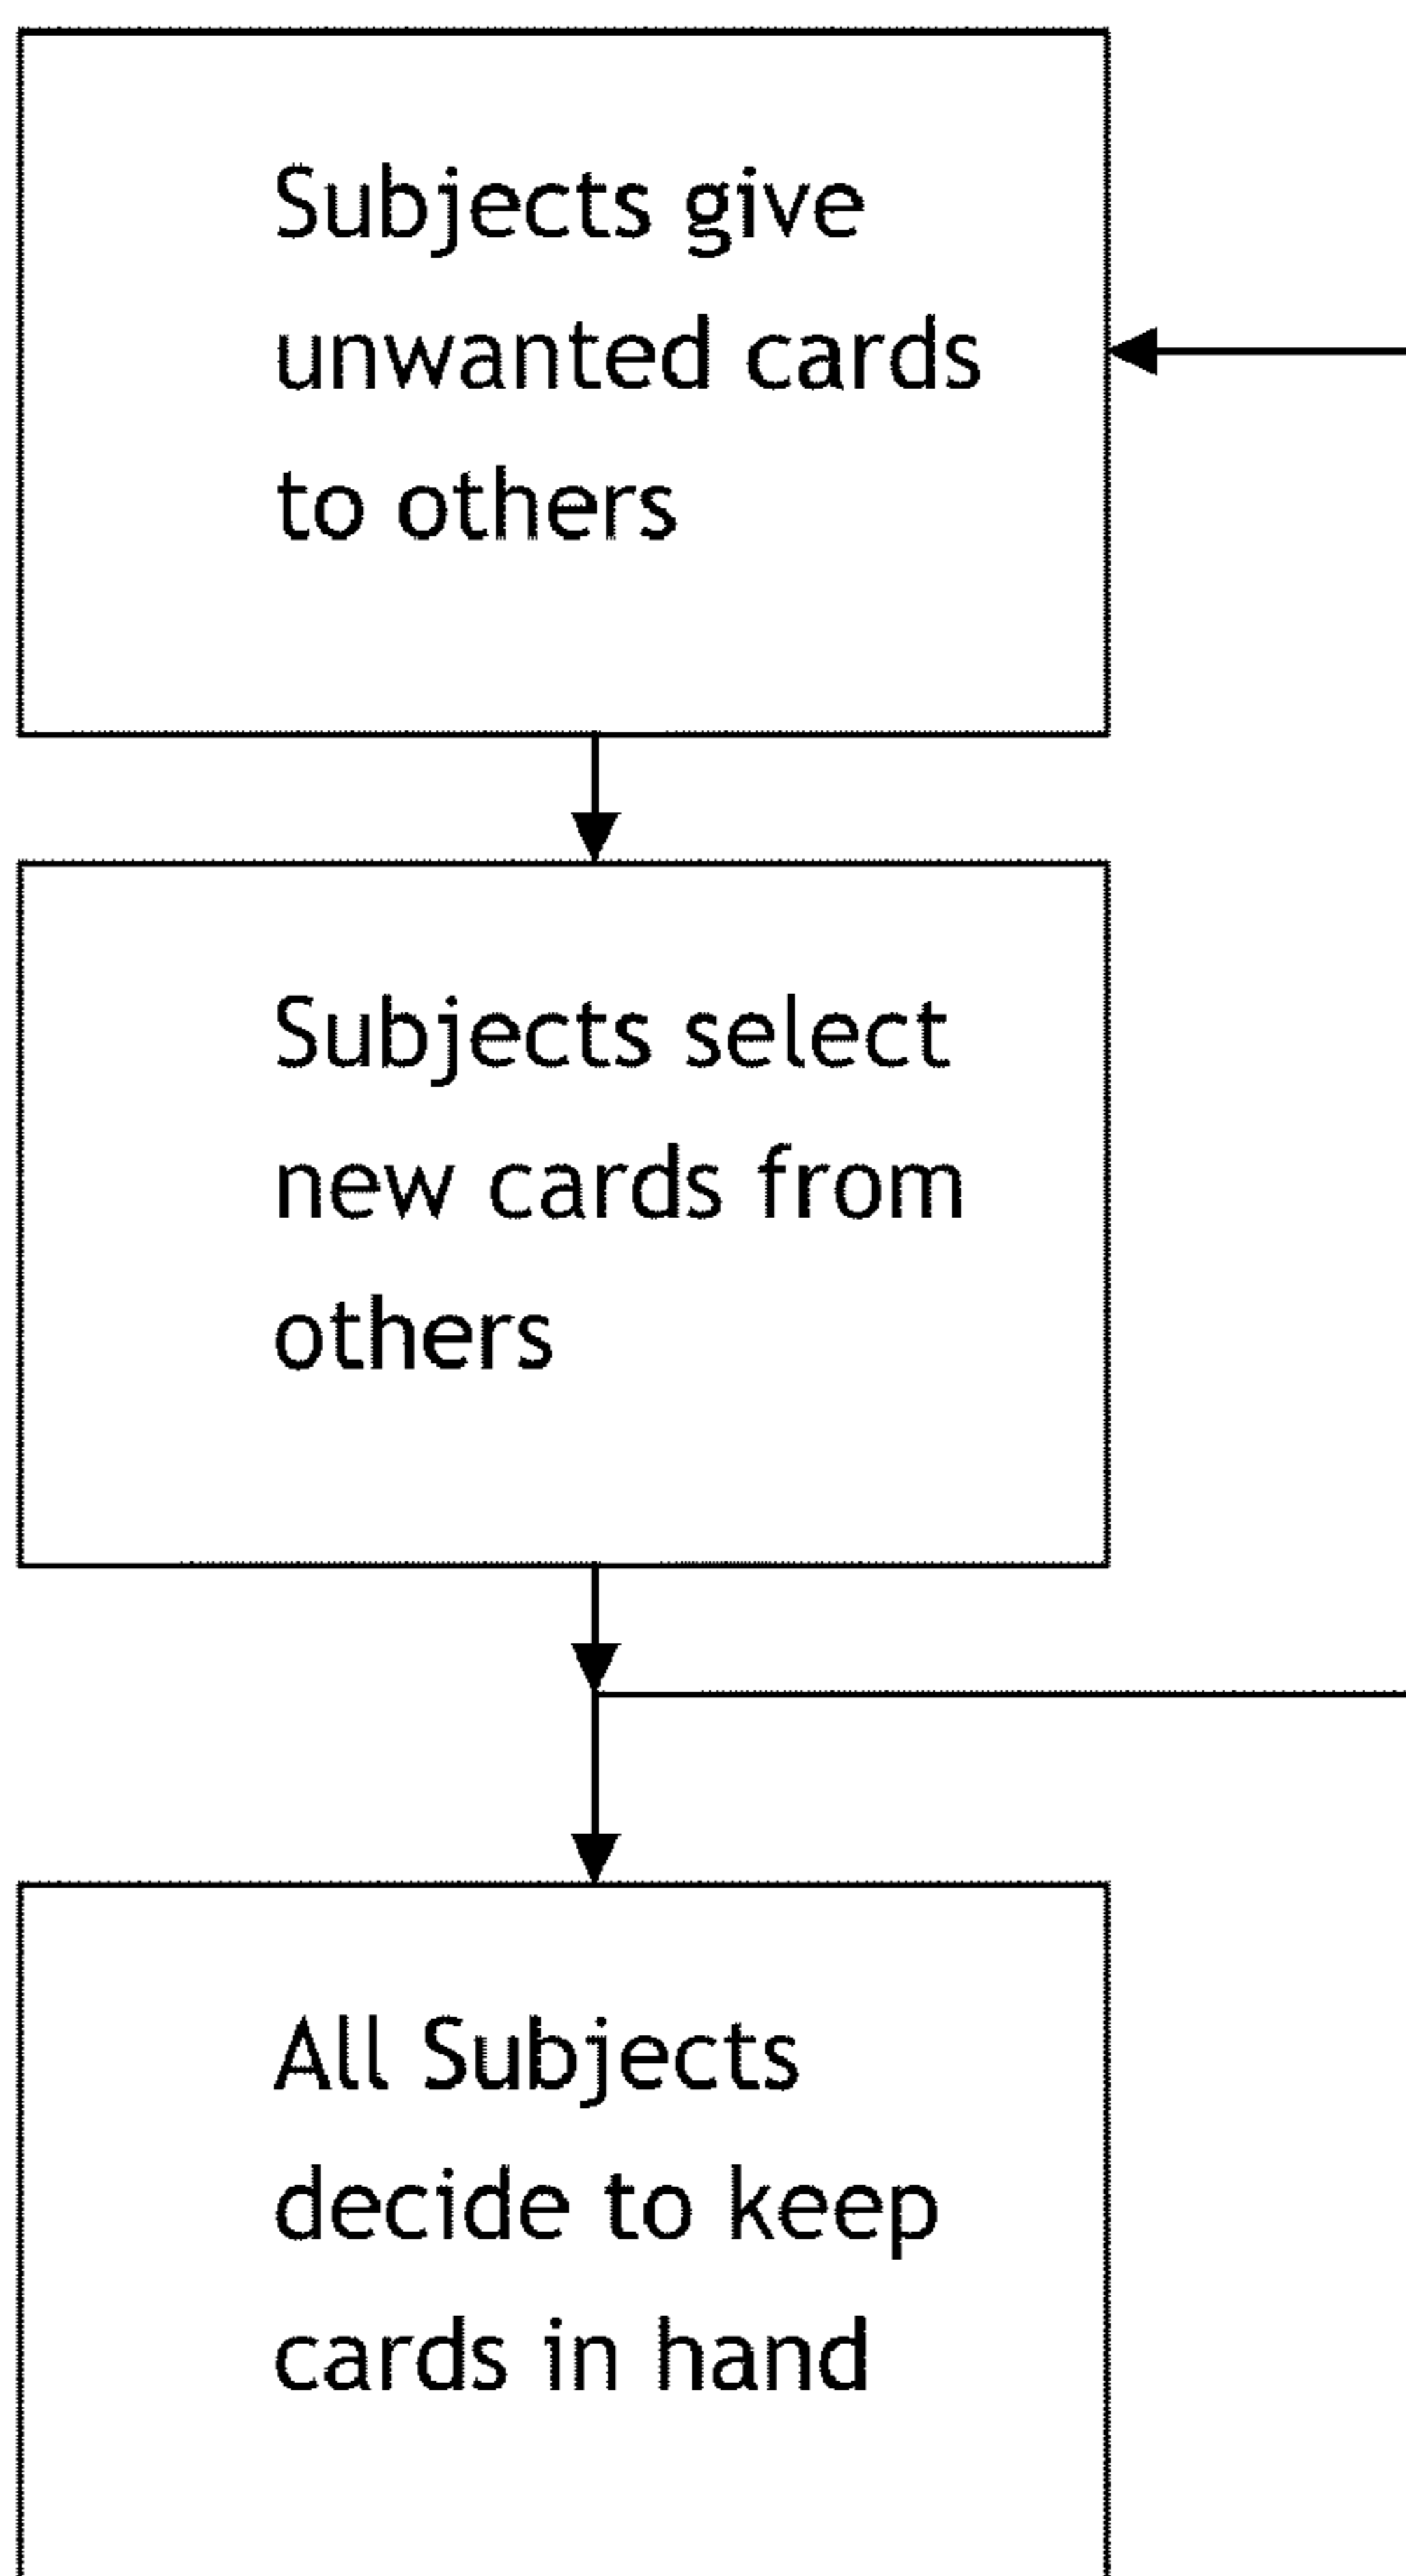 Subjects give
unwanted cards
to others
Subjects select
new cards from
others
All Subjects
decide to keep
cards in hand